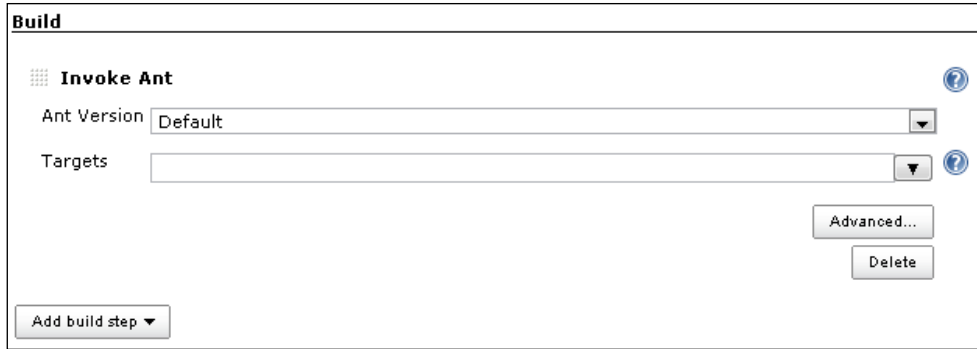 Build
Invoke Ant
Ant Version Default
Targets
Advanced...
Delete
Add build step